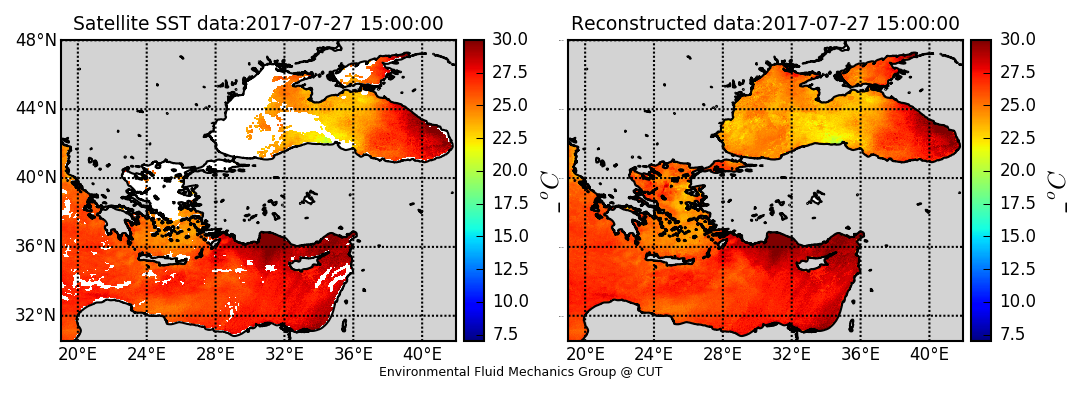 Satellite SST data:2017-07-27 15:00:00
48°N
44°N
40°N
36°N
32°N
20°E 24°E 28°E 32°E 36°E 40°E
30.0
27.5
25.0
22.5
20.0
17.5
15.0
12.5
10.0
7.5
_ °C
Reconstructed data:2017-07-27 15:00:00
20°E 24°E 28°E 32°E 36°E 40°E
30.0
27.5
25.0
22.5
20.0
17.5
15.0
12.5
10.0
7.5
_ °C
Environmental Fluid Mechanics Group @ CUT